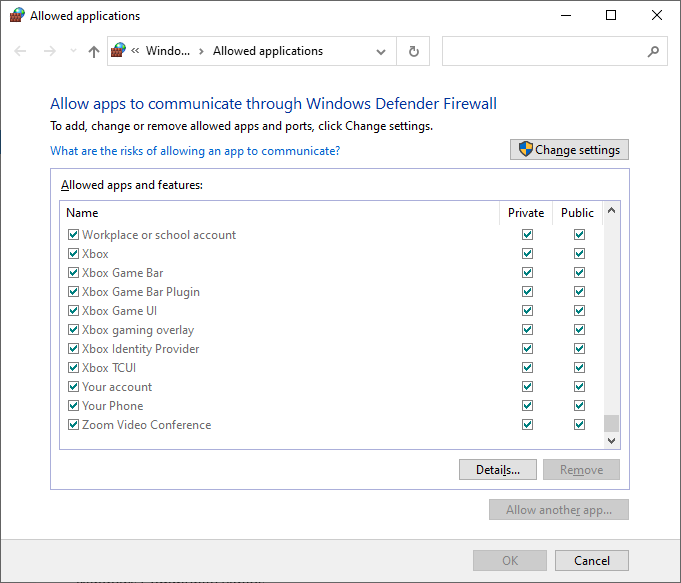 Allowed applications
Windo... Allowed applications
Allow apps to communicate through Windows Defender Firewall
To add, change or remove allowed apps and ports, click Change settings.
What are the risks of allowing an app to communicate?
Change settings
Allowed apps and features:
Name Private Public
Workplace or school account
Xbox
Xbox Game Bar
Xbox Game Bar Plugin
Xbox Game UI
Xbox gaming overlay
Xbox Identity Provider
Xbox TCUI
Your account
Your Phone
Zoom Video Conference
Details... Remove
Allow another app...
OK Cancel